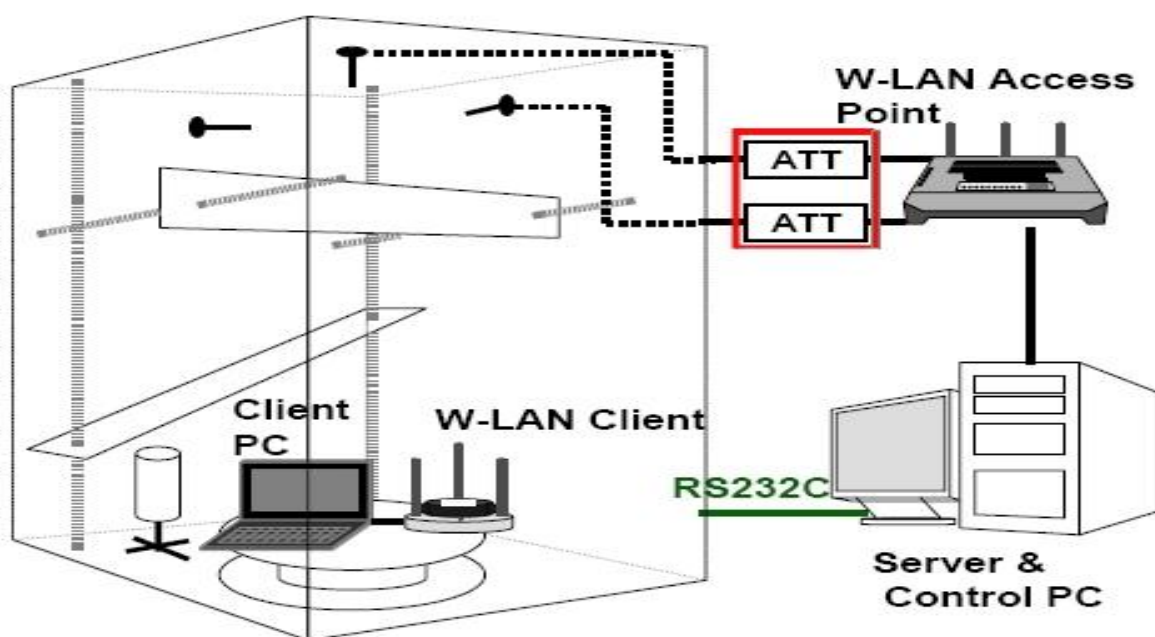 W-LAN Access
Point
ATT
ATT
Client
PC
W-LAN Client
RS232C
Server &
Control PC